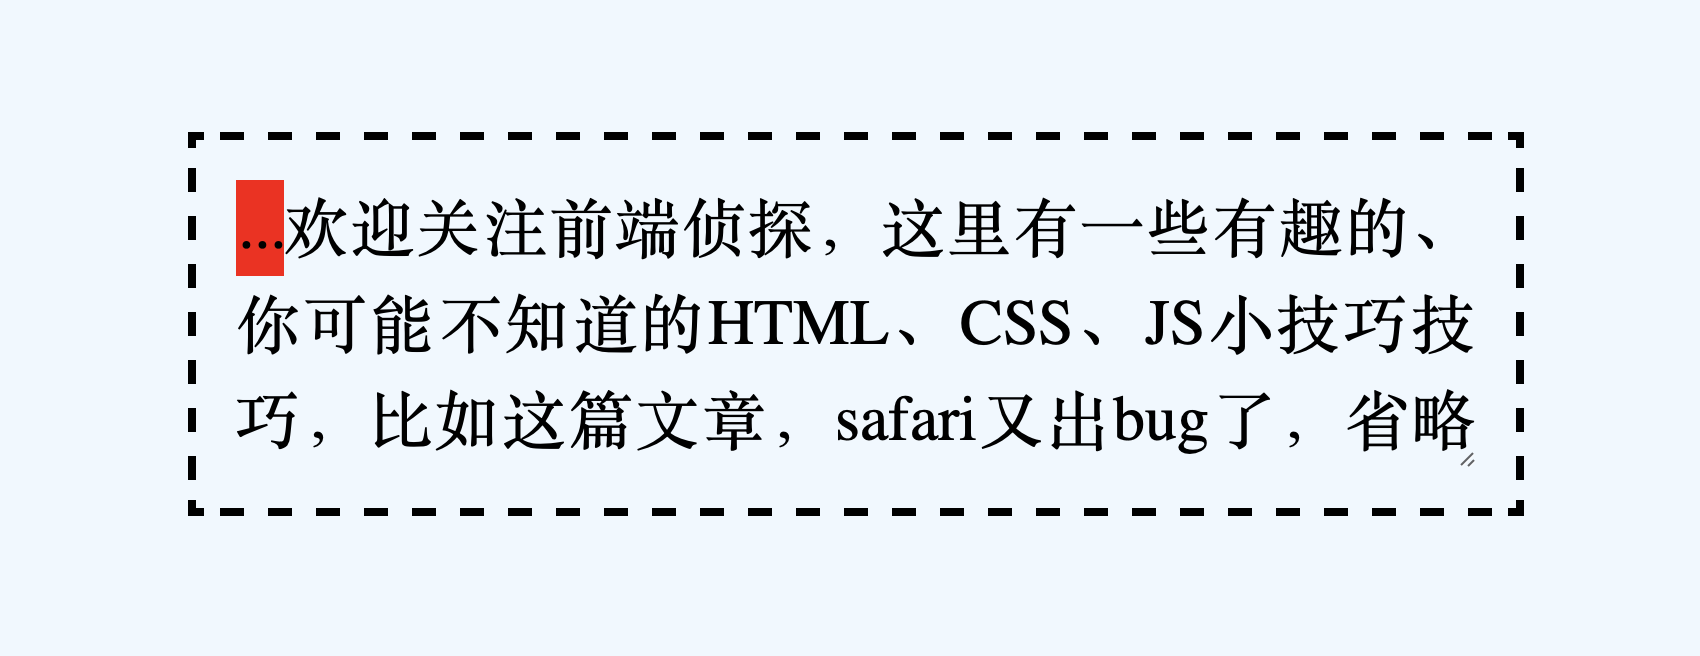 ...欢迎关注前端侦探，这里有一些有趣的、
你可能不知道的HTML、CSS、JS小技巧技
巧，比如这篇文章，safari又出bug了，省略